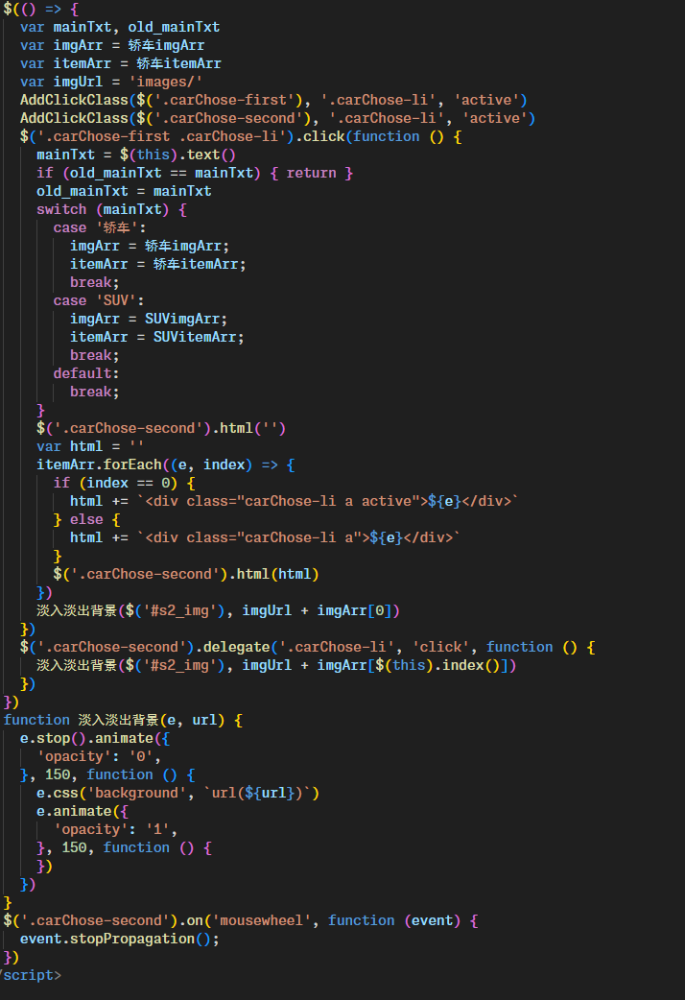 $(() => {
var mainTxt, old_mainTxt
var imgArr = 轿车imgArr
var itemArr = 轿车itemArr
var imgUrl = 'images/'
AddClickClass($('.carChose-first'), '.carChose-li', 'active')
AddClickClass($('.carChose-second'), '.carChose-li', 'active')
$('.carChose-first .carChose-li').click(function () {
mainTxt = $(this).text()
if (old_mainTxt == mainTxt) { return }
old_mainTxt = mainTxt
switch (mainTxt) {
case '轿车':
imgArr = 轿车imgArr;
itemArr = 轿车itemArr;
break;
case 'SUV':
imgArr = SUVimgArr;
itemArr = SUVitemArr;
break;
default:
break;
}
$('.carChose-second').html('')
var html = ''
itemArr.forEach((e, index) => {
if (index == 0) {
html += `<div class="carChose-li a active">${e}</div>`
} else {
html += `<div class="carChose-li a">${e}</div>`
}
$('.carChose-second').html(html)
})
淡入淡出背景($('#s2_img'), imgUrl + imgArr[0])
})
$('.carChose-second').delegate('.carChose-li', 'click', function () {
淡入淡出背景($('#s2_img'), imgUrl + imgArr[$(this).index()])
})
})
function 淡入淡出背景(e, url) {
e.stop().animate({
'opacity': '0',
}, 150, function () {
e.css('background', `url(${url})`)
e.animate({
'opacity': '1',
}, 150, function () {
})
})
}
$('.carChose-second').on('mousewheel', function (event) {
event.stopPropagation();
})
/script>